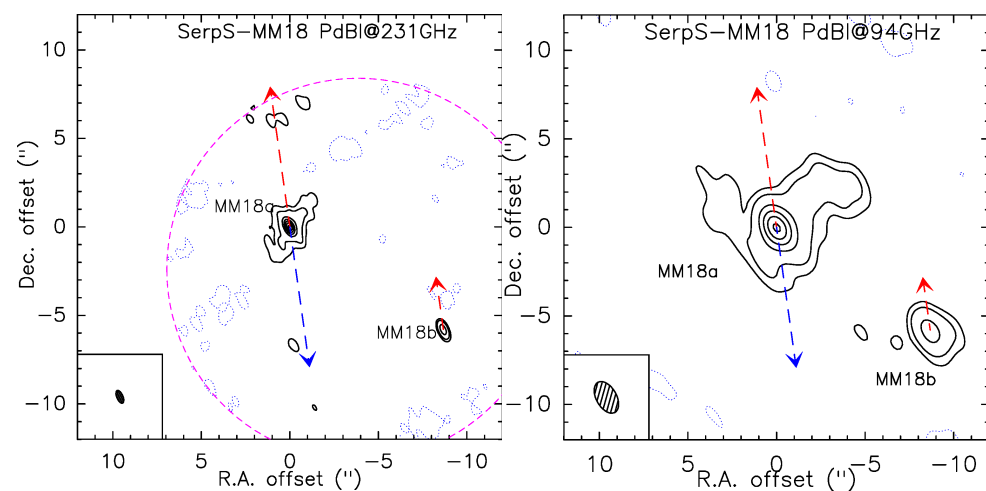 SerpS-MM18 PdBI@231GHz
10
5
0
-5
-10
Dec. offset (")
MM18a
MM18b
10 5 0 -5 -10
R.A. offset (")
SerpS-MM18 PdBI@94GHz
10
5
0
-5
-10
Dec. offset (")
MM18a
MM18b
10 5 0 -5 -10
R.A. offset (")